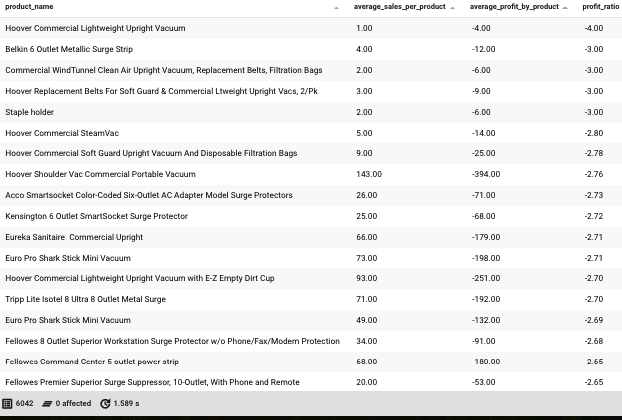 product_name average_sales_per_product average_profit_by_product profit_ratio
Hoover Commercial Lightweight Upright Vacuum 1.00 -4.00 -4.00
Belkin 6 Outlet Metallic Surge Strip 4.00 -12.00 -3.00
Commercial WindTunnel Clean Air Upright Vacuum, Replacement Belts, Filtration Bags 2.00 -6.00 -3.00
Hoover Replacement Belts For Soft Guard & Commercial Ltweight Upright Vacs, 2/Pk 3.00 -9.00 -3.00
Staple holder 2.00 -6.00 -3.00
Hoover Commercial SteamVac 5.00 -14.00 -2.80
Hoover Commercial Soft Guard Upright Vacuum And Disposable Filtration Bags 9.00 -25.00 -2.78
Hoover Shoulder Vac Commercial Portable Vacuum 143.00 -394.00 -2.76
Acco Smartsocket Color-Coded Six-Outlet AC Adapter Model Surge Protectors 26.00 -71.00 -2.73
Kensington 6 Outlet SmartSocket Surge Protector 25.00 -68.00 -2.72
Eureka Sanitaire  Commercial Upright 66.00 -179.00 -2.71
Euro Pro Shark Stick Mini Vacuum 73.00 -198.00 -2.71
Hoover Commercial Lightweight Upright Vacuum with E-Z Empty Dirt Cup 93.00 -251.00 -2.70
Tripp Lite Isotel 8 Ultra 8 Outlet Metal Surge 71.00 -192.00 -2.70
Euro Pro Shark Stick Mini Vacuum 49.00 -132.00 -2.69
Fellowes 8 Outlet Superior Workstation Surge Protector w/o Phone/Fax/Modem Protection 34.00 -91.00 -2.68
Fellowes Command Center 5 outlet power strip 68.00 -180.00 -2.65
Fellowes Premier Superior Surge Suppressor, 10-Outlet, With Phone and Remote 20.00 -53.00 -2.65
6042 0 affected 1.589 s